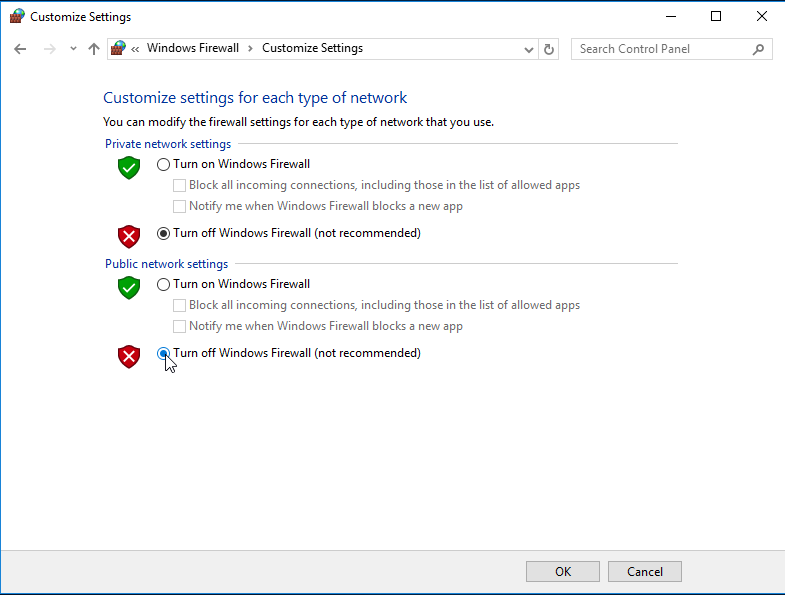 Customize Settings
« Windows Firewall > Customize Settings
Search Control Panel
Customize settings for each type of network
You can modify the firewall settings for each type of network that you use.
Private network settings
Turn on Windows Firewall
Block all incoming connections, including those in the list of allowed apps
Notify me when Windows Firewall blocks a new app
Turn off Windows Firewall (not recommended)
Public network settings
Turn on Windows Firewall
Block all incoming connections, including those in the list of allowed apps
Notify me when Windows Firewall blocks a new app
Turn off Windows Firewall (not recommended)
OK
Cancel